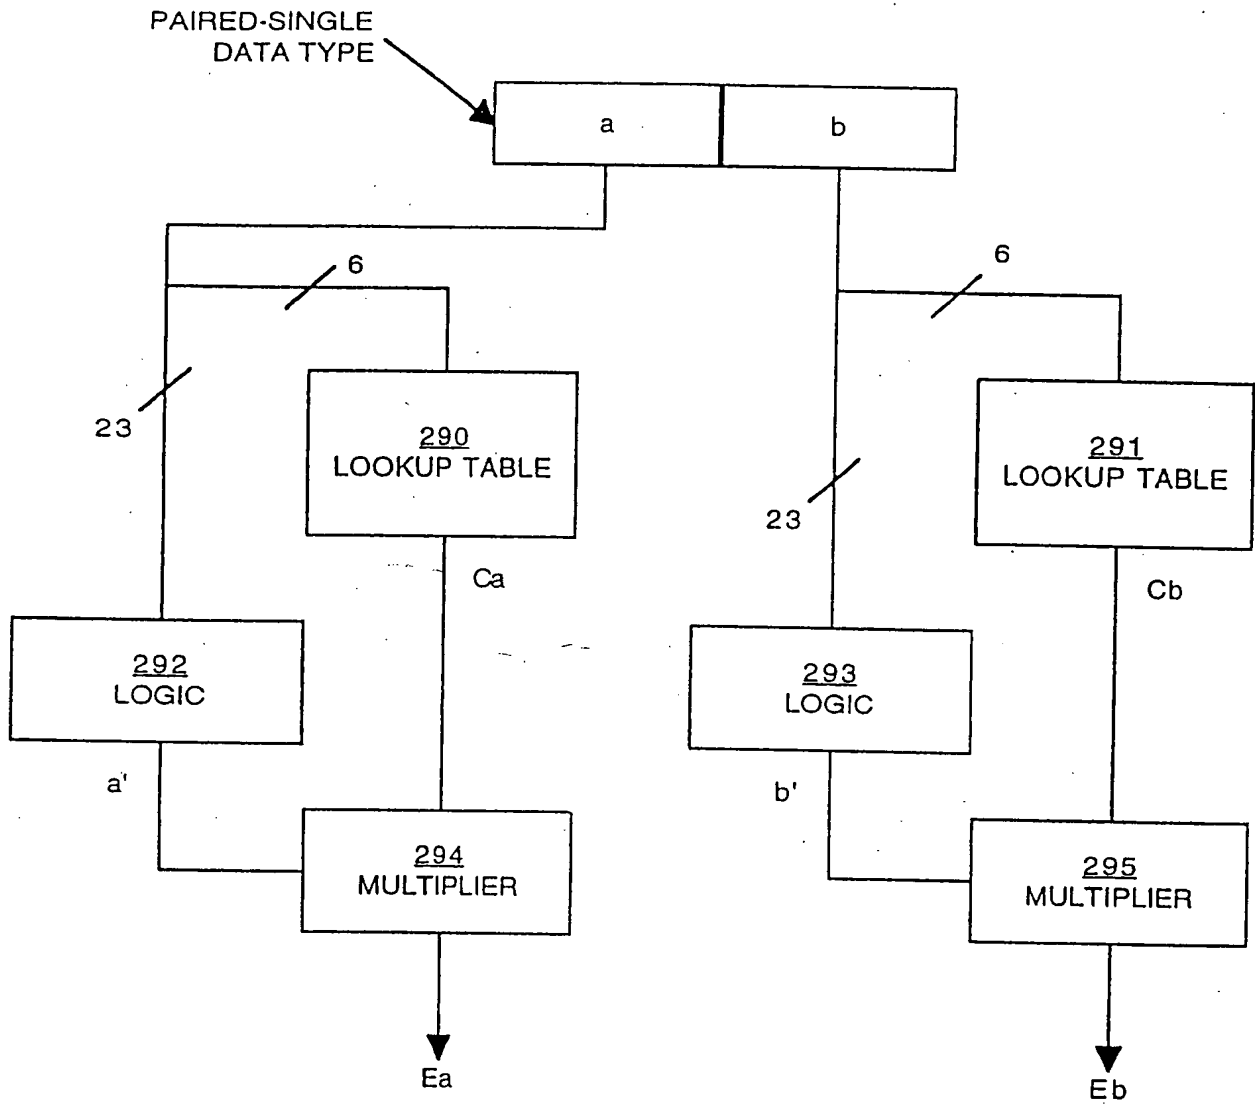 PAIRED-SINGLE
DATA TYPE
a
b
6
6
23
290
LOOKUP TABLE
291
LOOKUP TABLE
23
Ca
Cb
292
LOGIC
293
LOGIC
a'
b'
294
MULTIPLIER
295
MULTIPLIER
Ea
Eb